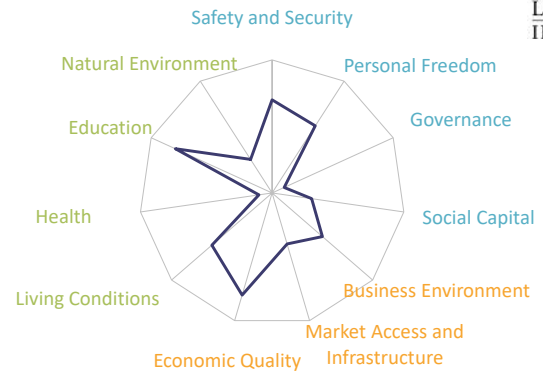 Safety and Security
Natural Environment
Personal Freedom
Education
Governance
Health
Social Capital
Living Conditions
Business Environment
Economic Quality
Market Access and
Infrastructure